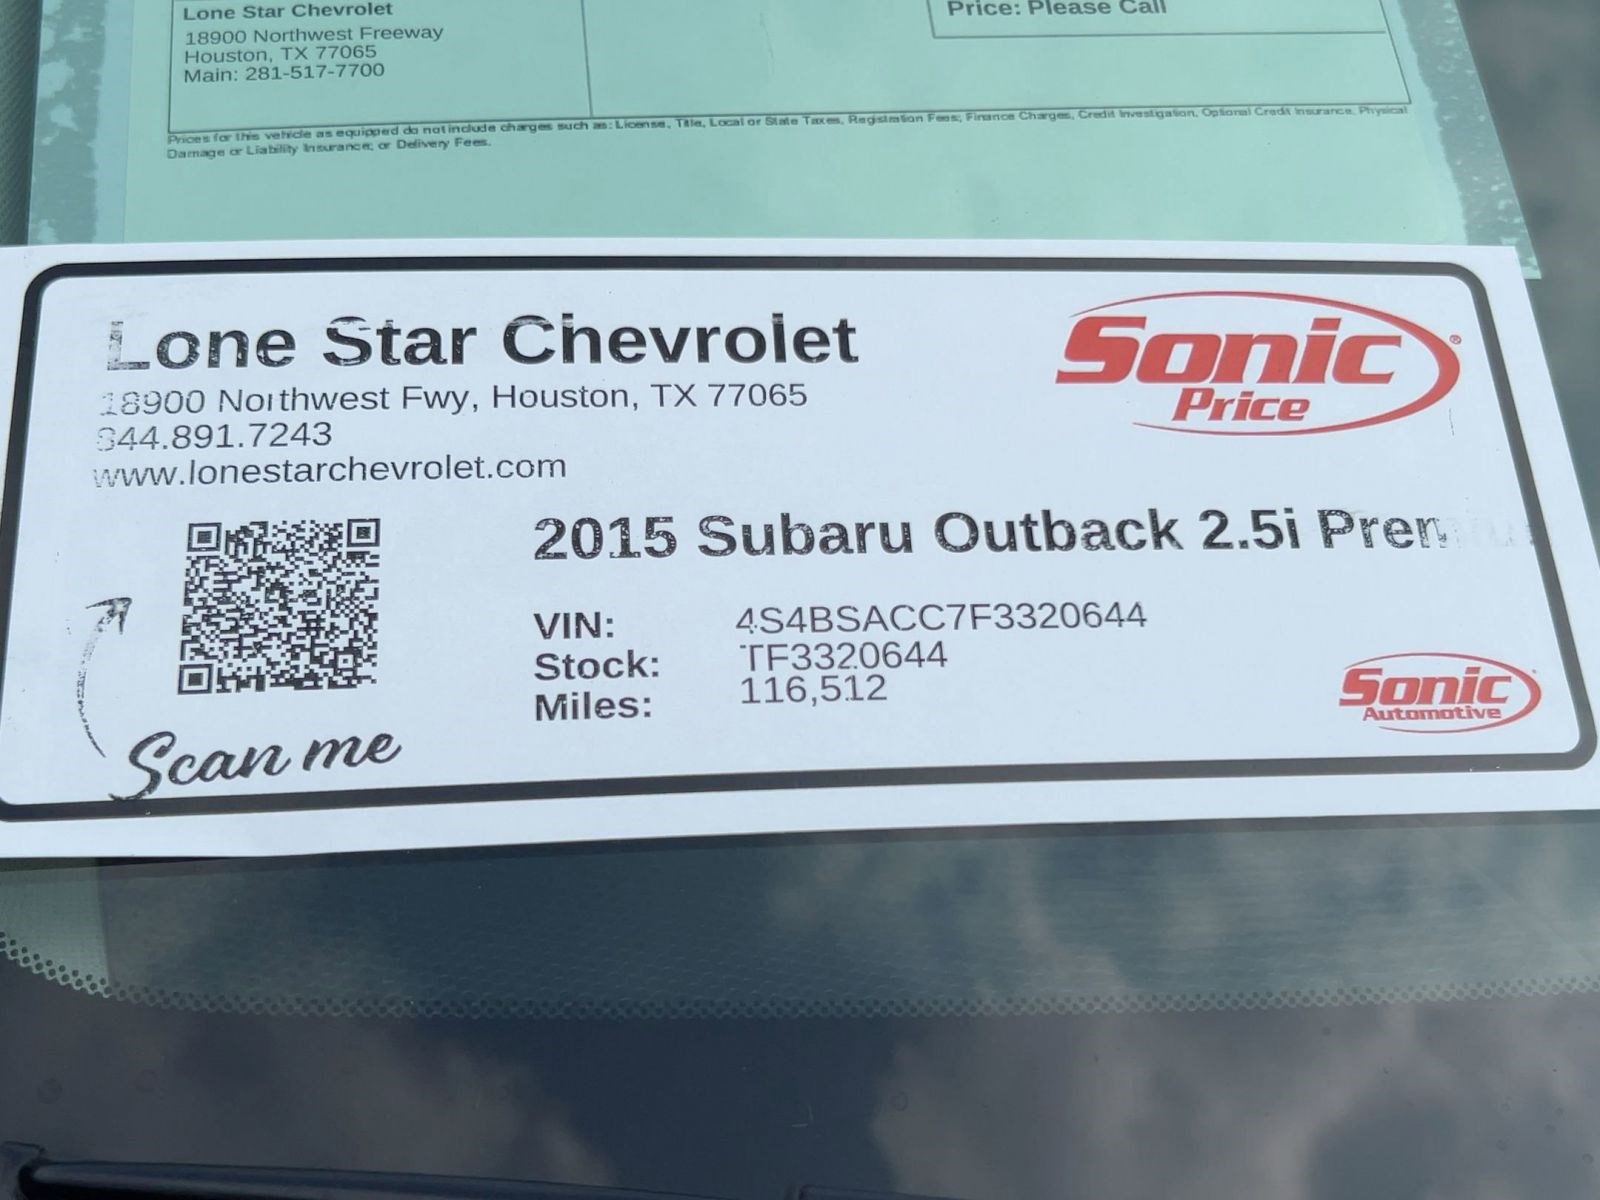 Lone Star Chevrolet
18900 Northwest Freeway
Houston, TX 77065
Main: 281-517-7700
Price: Please Call
Prices for this vehicle as equipped do not include charges such as: License, Title, Local or State Taxes, Registration Fees, Finance Charges, Credit Investigation, Optional Credit Insurance, Physical
Damage or Liability Insurance, or Delivery Fees.
Lone Star Chevrolet
18900 Northwest Fwy, Houston, TX 77065
844.891.7243
www.lonestarchevrolet.com
Sonic®
Price
2015 Subaru Outback 2.5i Premium
VIN: 4S4BSACC7F3320644
Stock: TF3320644
Miles: 116,512
Scan me
Sonic
Automotive